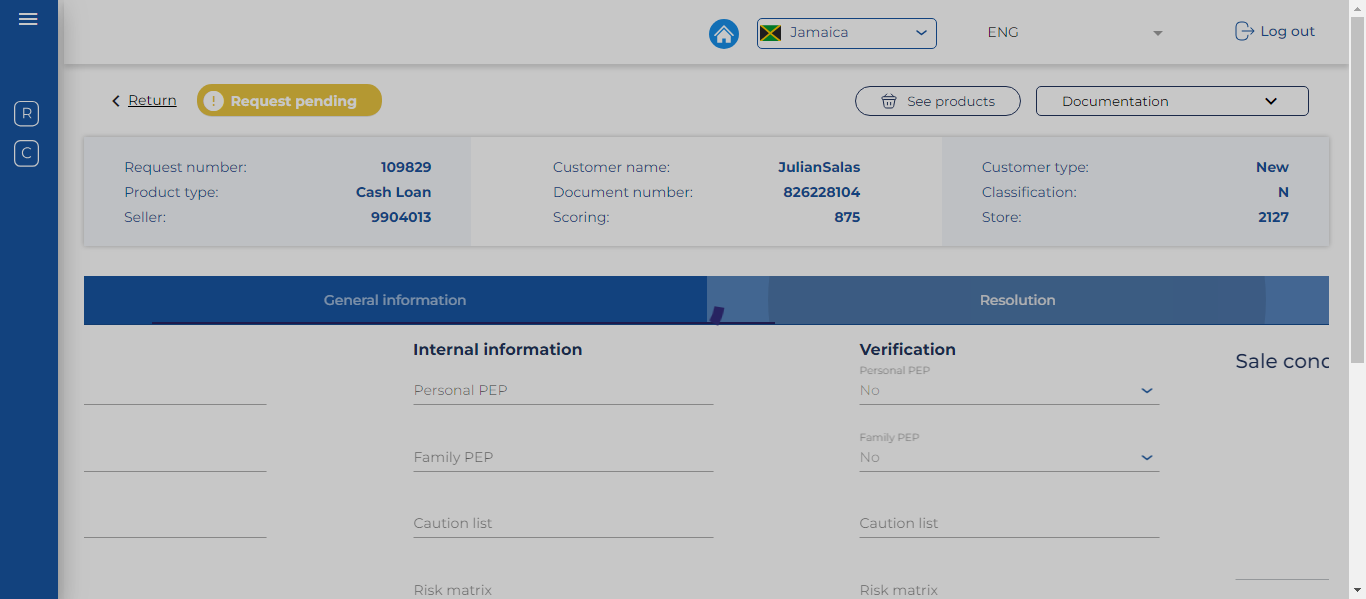 Jamaica
ENG
Log out
R
C
Return
! Request pending
See products
Documentation
Request number: 109829
Product type: Cash Loan
Seller: 9904013
Customer name: JulianSalas
Document number: 826228104
Scoring: 875
Customer type: New
Classification: N
Store: 2127
General information
Resolution
Internal information
Personal PEP
Family PEP
Caution list
Risk matrix
Verification
Personal PEP
No
Family PEP
No
Caution list
Risk matrix
Sale conc